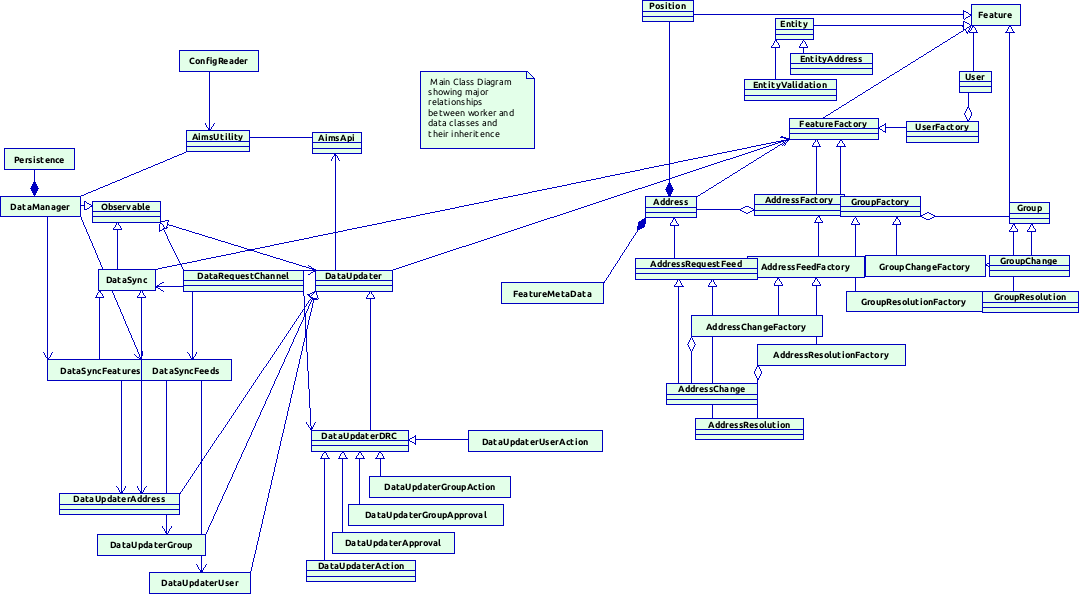 Position
Feature
Entity
EntityAddress
ConfigReader
User
EntityValidation
Main Class Diagram
showing major
relationships
between worker and
data classes and
their inheritence
FeatureFactory
UserFactory
AimsUtility
AimsApi
Persistence
DataManager
Observable
Address
AddressFactory
GroupFactory
Group
DataSync
DataRequestChannel
DataUpdater
AddressRequestFeed
AddressFeedFactory
GroupChangeFactory
GroupChange
FeatureMetaData
GroupResolutionFactory
GroupResolution
AddressChangeFactory
AddressResolutionFactory
DataSyncFeatures
DataSyncFeeds
AddressChange
AddressResolution
DataUpdaterDRC
DataUpdaterUserAction
DataUpdaterGroupAction
DataUpdaterAddress
DataUpdaterGroupApproval
DataUpdaterGroup
DataUpdaterApproval
DataUpdaterAction
DataUpdaterUser